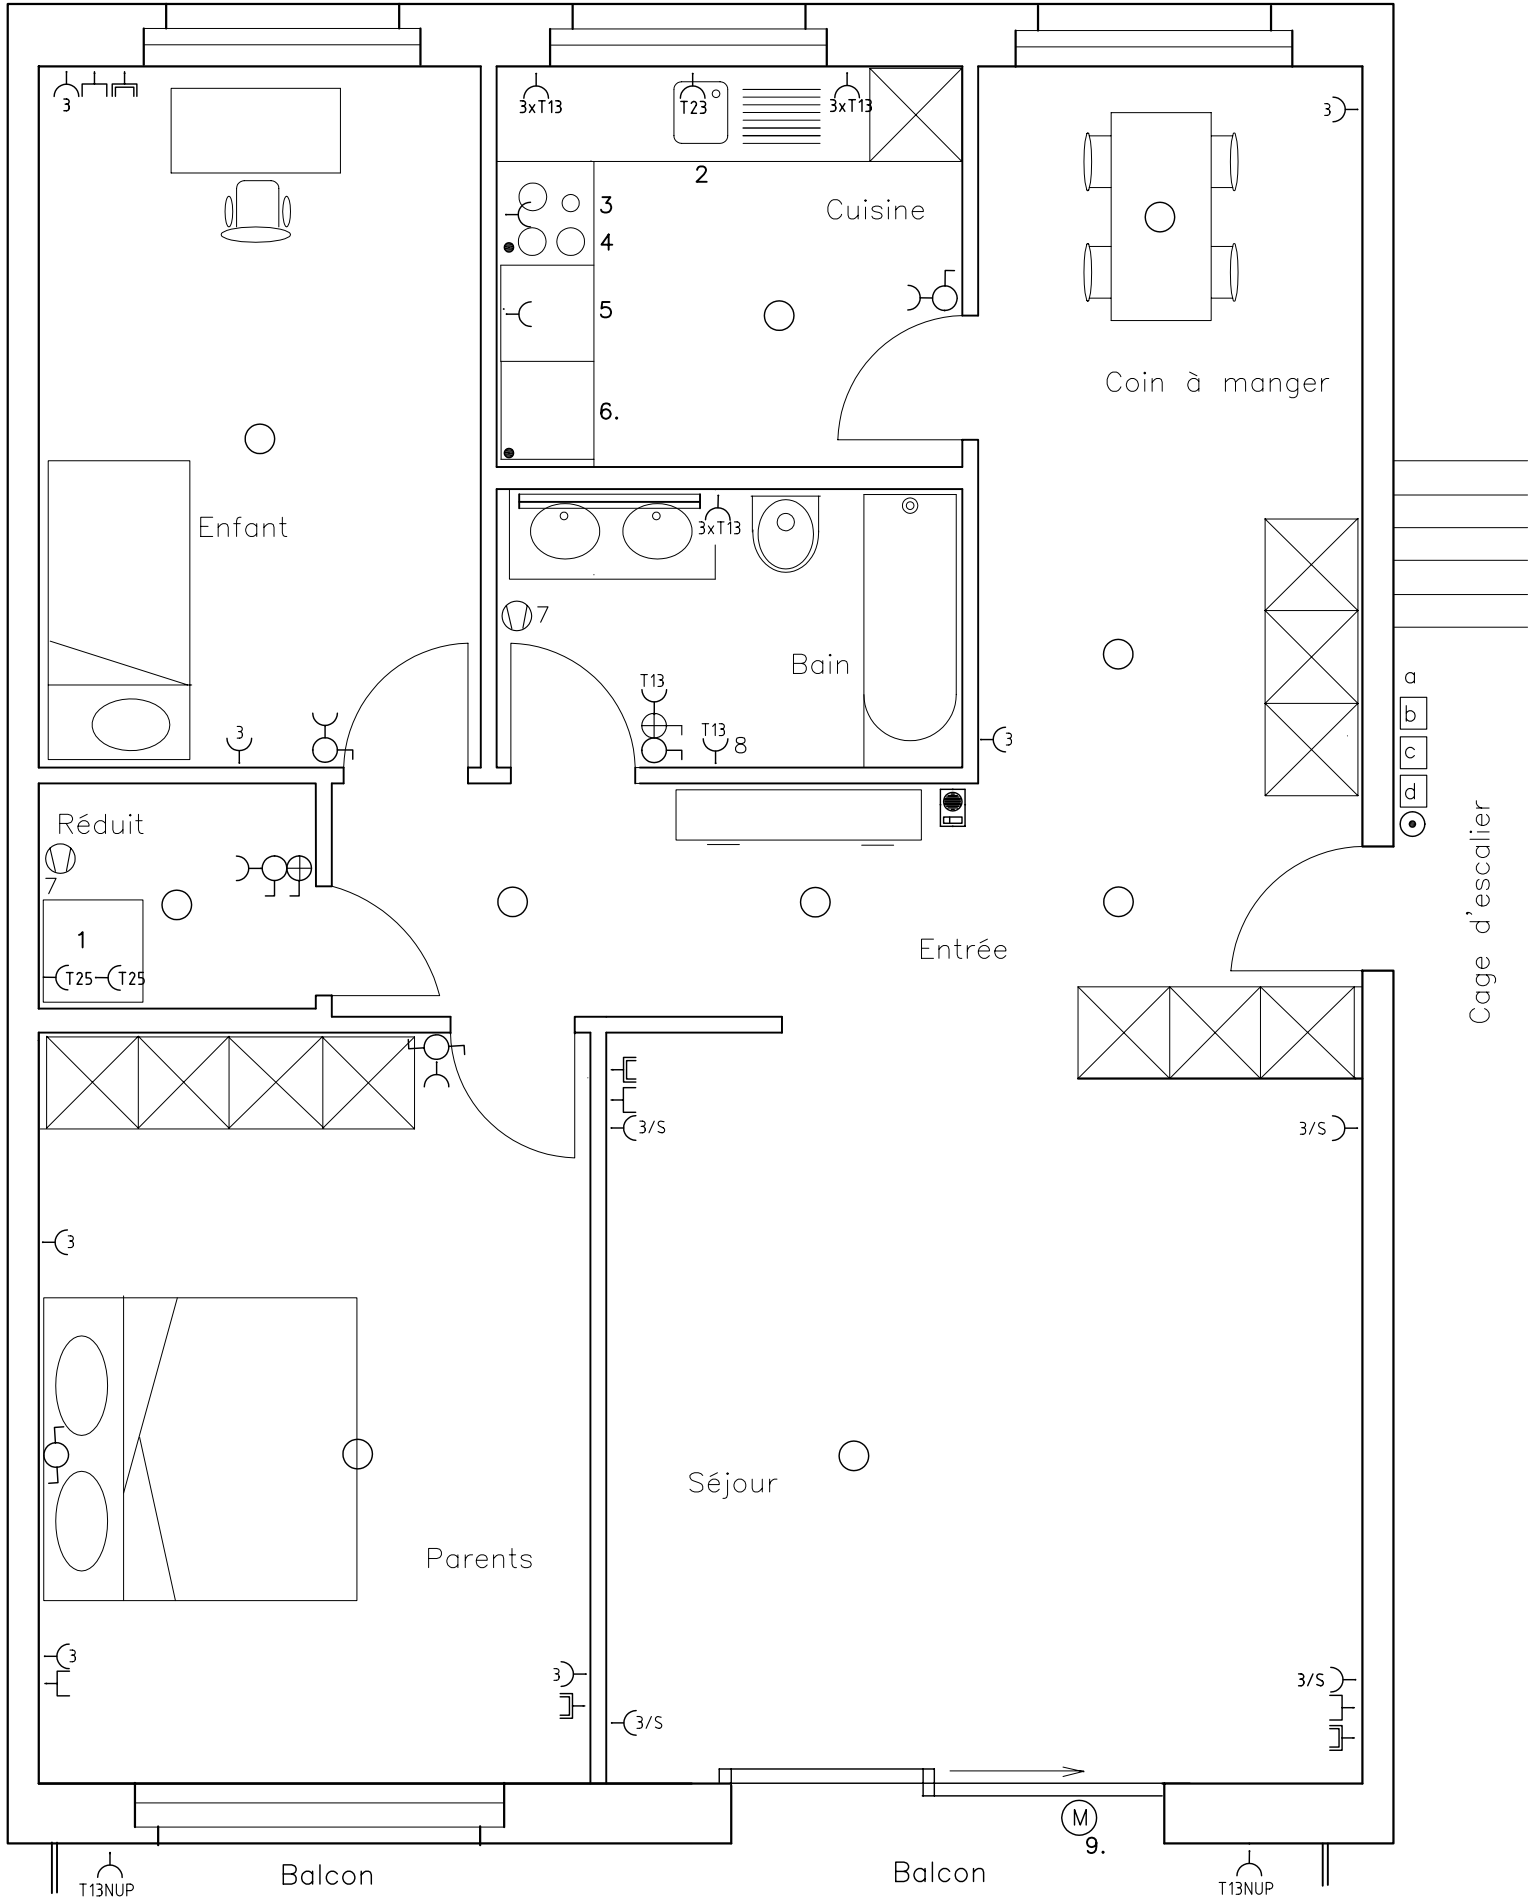 3
3xT13
T23
3xT13
3
2
3
Cuisine
4
5
Coin à manger
6.
Enfant
3xT13
7
Bain
a
T13
b
3
T13
8
3
c
d
Réduit
7
Cage d'escalier
1
Entrée
T25
T25
3/S
3/S
3
Séjour
Parents
3
3
3/S
3/S
M
9.
Balcon
Balcon
T13NUP
T13NUP